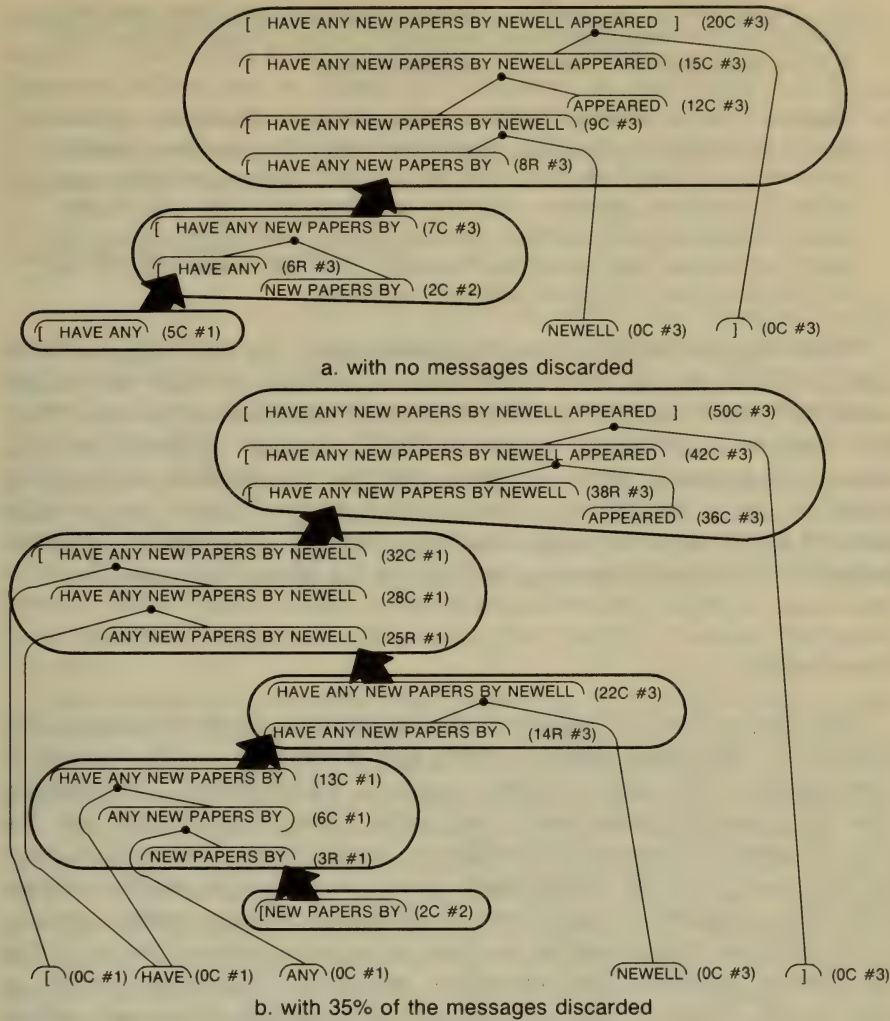 [ HAVE ANY NEW PAPERS BY NEWELL APPEARED ] (20C #3)
[ HAVE ANY NEW PAPERS BY NEWELL APPEARED (15C #3)
APPEARED (12C #3)
[ HAVE ANY NEW PAPERS BY NEWELL (9C #3)
[ HAVE ANY NEW PAPERS BY (8R #3)
[ HAVE ANY NEW PAPERS BY (7C #3)
[ HAVE ANY (6R #3)
NEW PAPERS BY (2C #2)
[ HAVE ANY (5C #1) NEWELL (0C #3) ] (0C #3)
a. with no messages discarded
[ HAVE ANY NEW PAPERS BY NEWELL APPEARED ] (50C #3)
[ HAVE ANY NEW PAPERS BY NEWELL APPEARED (42C #3)
[ HAVE ANY NEW PAPERS BY NEWELL (38R #3)
APPEARED (36C #3)
[ HAVE ANY NEW PAPERS BY NEWELL (32C #1)
HAVE ANY NEW PAPERS BY NEWELL (28C #1)
ANY NEW PAPERS BY NEWELL (25R #1)
HAVE ANY NEW PAPERS BY NEWELL (22C #3)
HAVE ANY NEW PAPERS BY (14R #3)
HAVE ANY NEW PAPERS BY (13C #1)
ANY NEW PAPERS BY (6C #1)
NEW PAPERS BY (3R #1)
[NEW PAPERS BY (2C #2)
[ (0C #1) HAVE (0C #1) ANY (0C #1) NEWELL (0C #3) ] (0C #3)
b. with 35% of the messages discarded